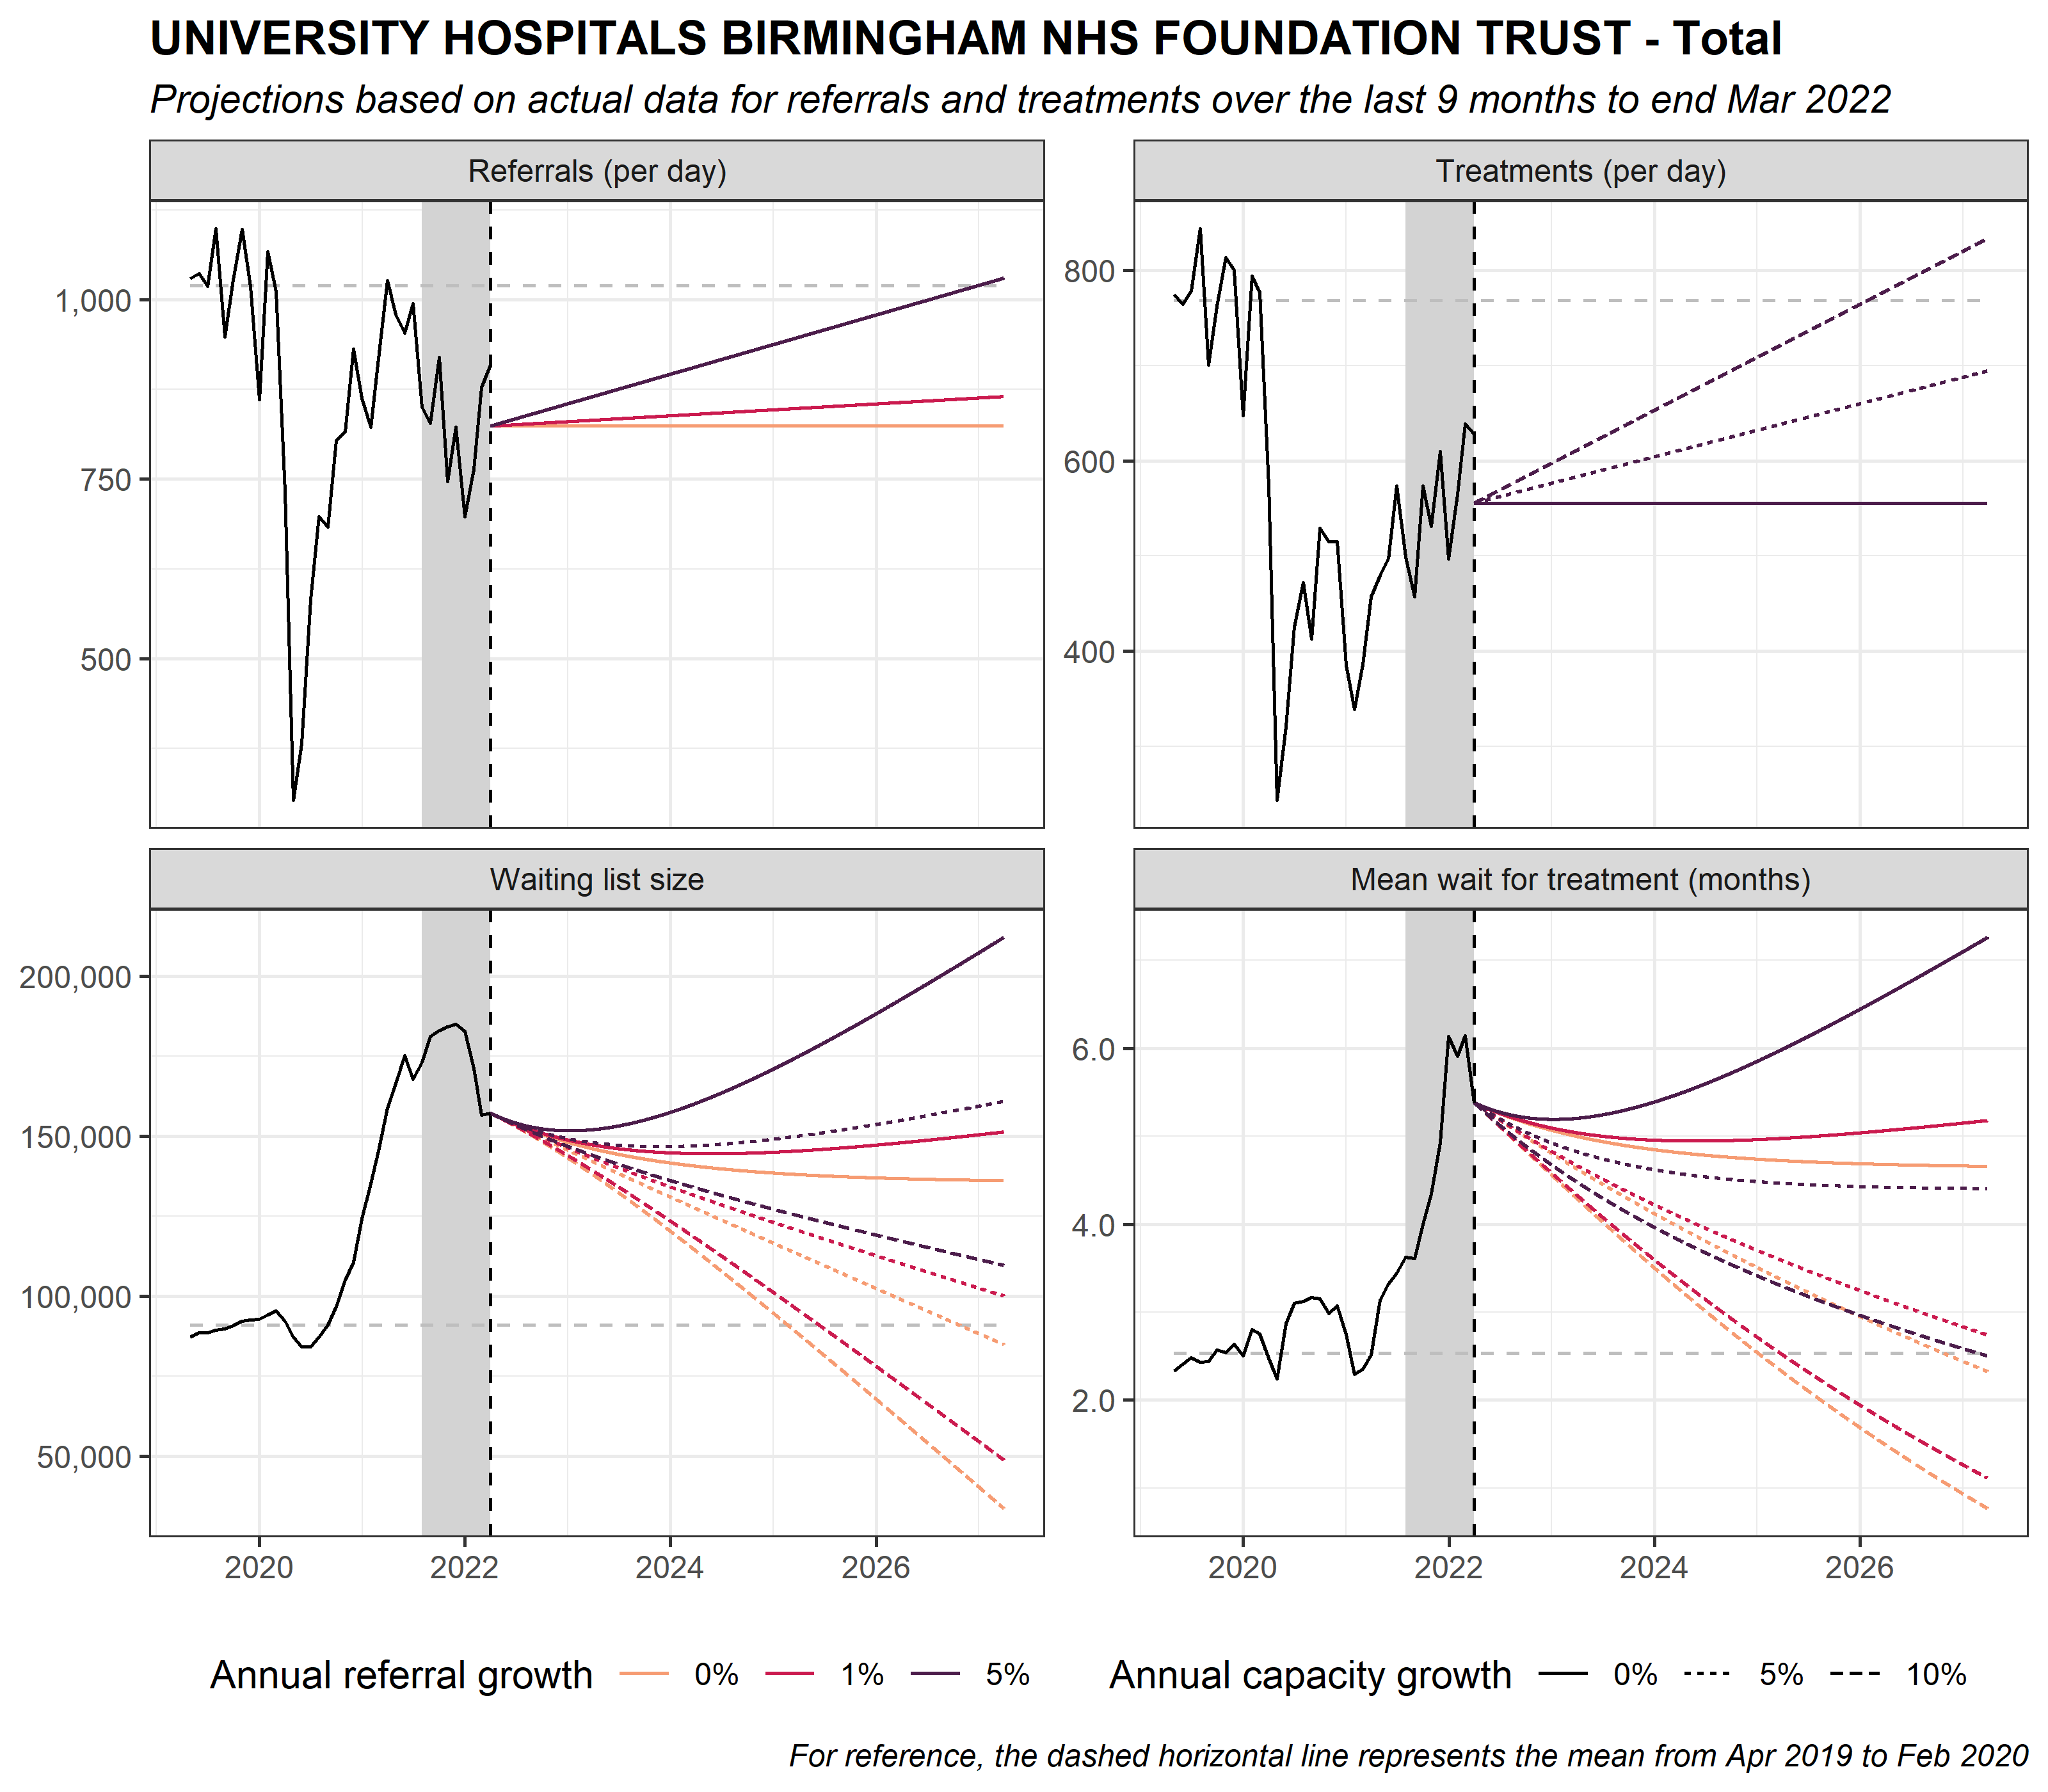 UNIVERSITY HOSPITALS BIRMINGHAM NHS FOUNDATION TRUST - Total
Projections based on actual data for referrals and treatments over the last 9 months to end Mar 2022
Referrals (per day)
1,000
750
500
Treatments (per day)
800
600
400
Waiting list size
200,000
150,000
100,000
50,000
2020 2022 2024 2026
Mean wait for treatment (months)
6.0
4.0
2.0
2020 2022 2024 2026
Annual referral growth 0% 1% 5%
Annual capacity growth 0% 5% 10%
For reference, the dashed horizontal line represents the mean from Apr 2019 to Feb 2020